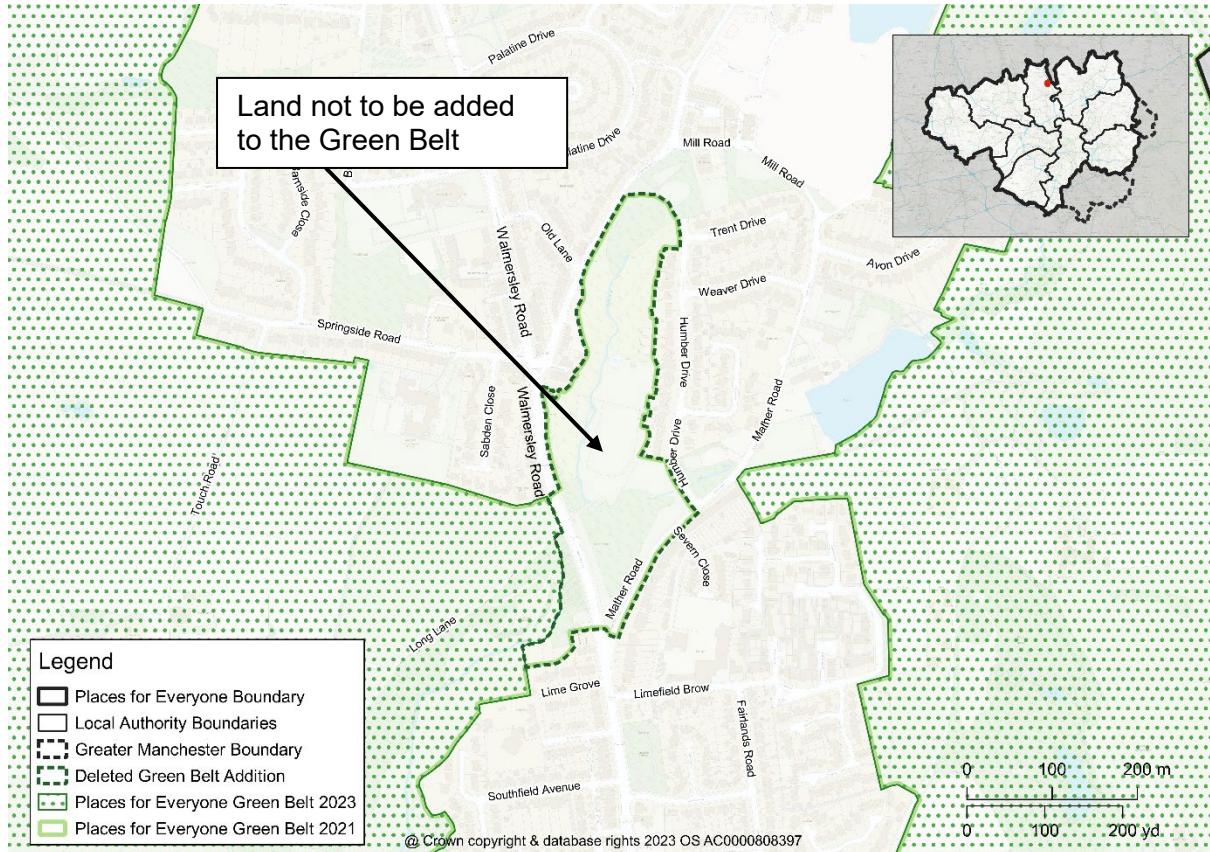 Palatine Drive
Land not to be added
to the Green Belt
Mill Road
Mill Road
Old Lane
Walmersley Road
Trent Drive
Avon Drive
Weaver Drive
Springside Road
Humber Drive
Sabden Close
Walmersley Road
Mather Road
Humber Drive
Touch Road
Severn Close
Mather Road
Long Lane
Lime Grove
Limefield Brow
Fairlands Road
Southfield Avenue
Legend
Places for Everyone Boundary
Local Authority Boundaries
Greater Manchester Boundary
Deleted Green Belt Addition
Places for Everyone Green Belt 2023
Places for Everyone Green Belt 2021
0 100 200 m
0 100 200 yd
@ Crown copyright & database rights 2023 OS AC0000808397